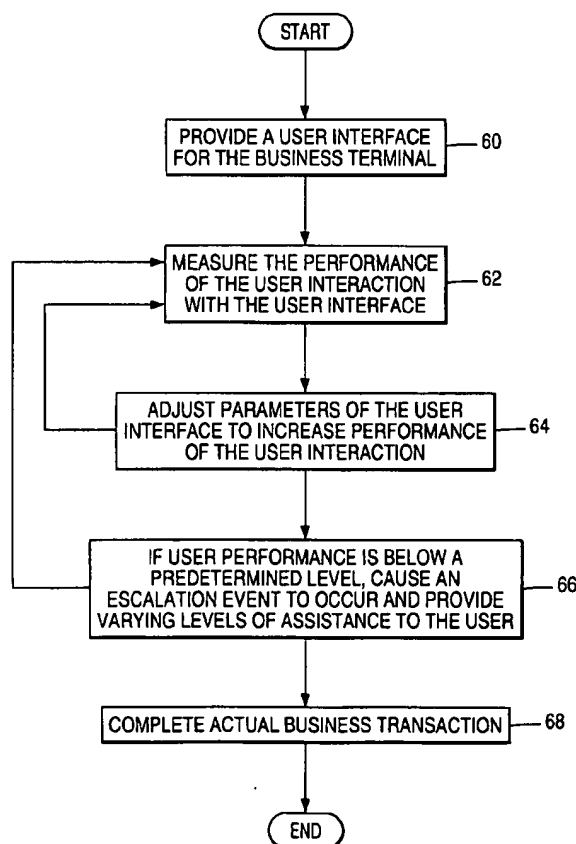 START
PROVIDE A USER INTERFACE
FOR THE BUSINESS TERMINAL
60
MEASURE THE PERFORMANCE
OF THE USER INTERACTION
WITH THE USER INTERFACE
62
ADJUST PARAMETERS OF THE USER
INTERFACE TO INCREASE PERFORMANCE
OF THE USER INTERACTION
64
IF USER PERFORMANCE IS BELOW A
PREDETERMINED LEVEL, CAUSE AN
ESCALATION EVENT TO OCCUR AND PROVIDE
VARYING LEVELS OF ASSISTANCE TO THE USER
66
COMPLETE ACTUAL BUSINESS TRANSACTION
68
END